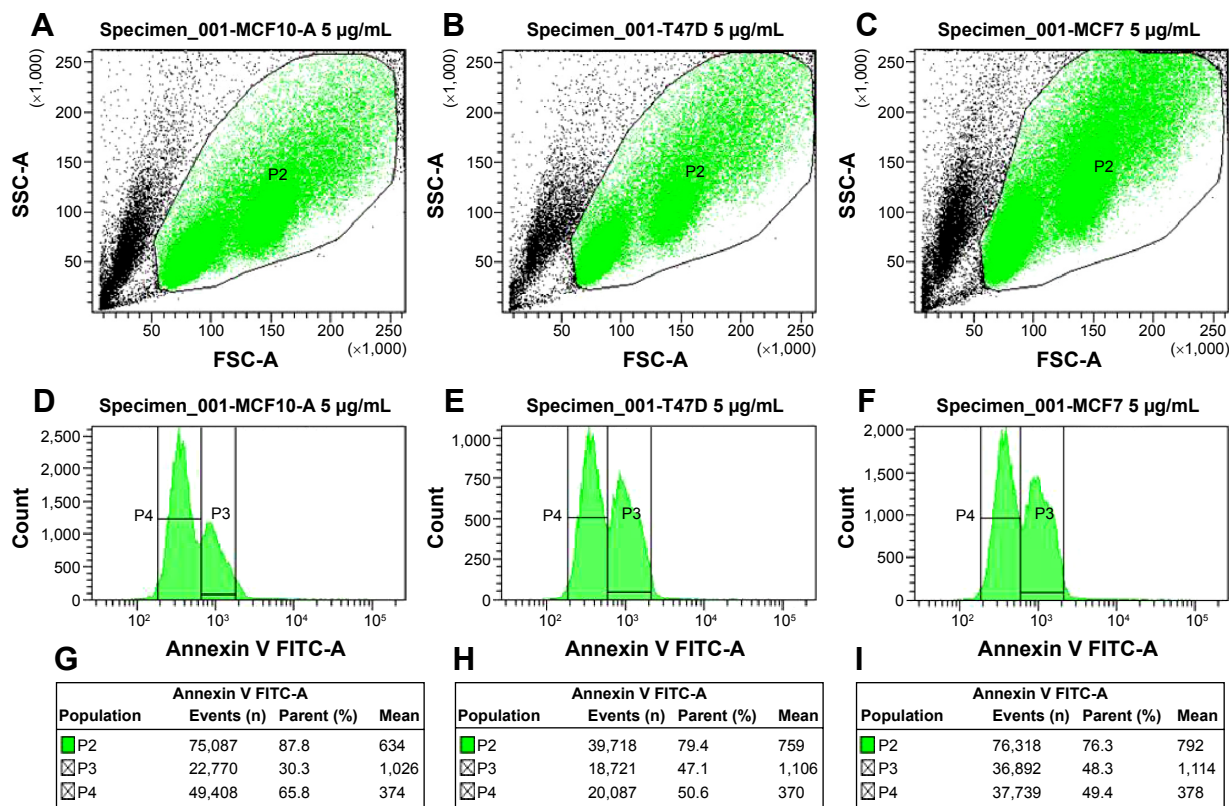 A Specimen_001-MCF10-A 5 µg/mL
(×1,000)
250
200
150
100
50
SSC-A
P2
50 100 150 200 250
(×1,000)
FSC-A
B Specimen_001-T47D 5 µg/mL
(×1,000)
250
200
150
100
50
SSC-A
P2
50 100 150 200 250
(×1,000)
FSC-A
C Specimen_001-MCF7 5 µg/mL
(×1,000)
250
200
150
100
50
SSC-A
P2
50 100 150 200 250
(×1,000)
FSC-A
D Specimen_001-MCF10-A 5 µg/mL
2,500
2,000
1,500
1,000
500
0
Count
P4 P3
10² 10³ 10⁴ 10⁵
Annexin V FITC-A
E Specimen_001-T47D 5 µg/mL
1,000
750
500
250
0
Count
P4 P3
10² 10³ 10⁴ 10⁵
Annexin V FITC-A
F Specimen_001-MCF7 5 µg/mL
2,000
1,500
1,000
500
0
Count
P4 P3
10² 10³ 10⁴ 10⁵
Annexin V FITC-A
G
Annexin V FITC-A
Population Events (n) Parent (%) Mean
P2 75,087 87.8 634
P3 22,770 30.3 1,026
P4 49,408 65.8 374
H
Annexin V FITC-A
Population Events (n) Parent (%) Mean
P2 39,718 79.4 759
P3 18,721 47.1 1,106
P4 20,087 50.6 370
I
Annexin V FITC-A
Population Events (n) Parent (%) Mean
P2 76,318 76.3 792
P3 36,892 48.3 1,114
P4 37,739 49.4 378